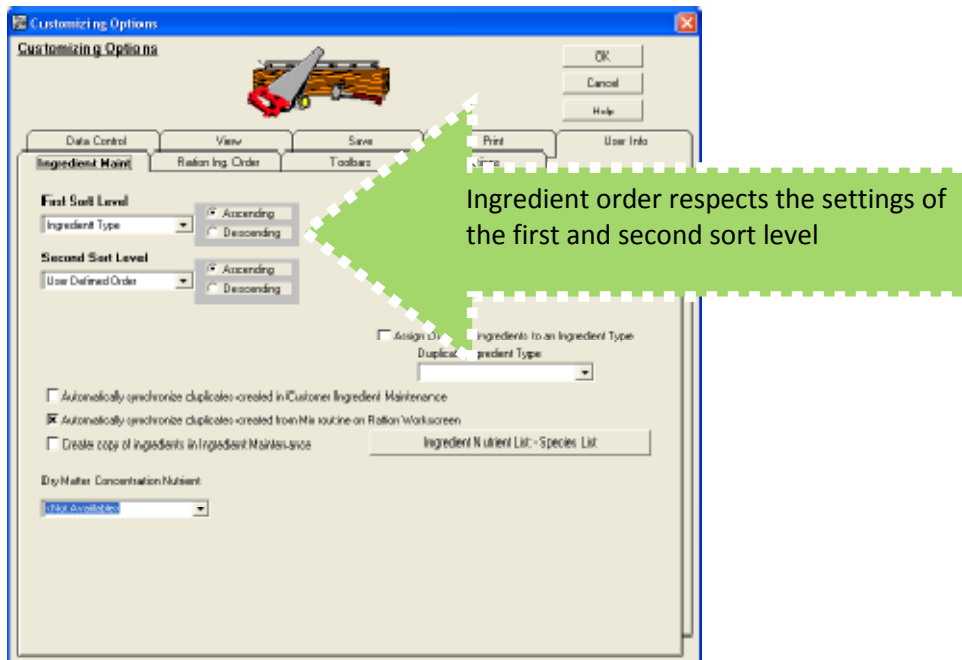 Customizing Options
Customizing Options
OK
Cancel
Help
Data Control View Save Print User Info
Ingredient Maint Ration Ing. Order Toolbars
First Sort Level
Ingredient Type
Ascending
Descending
Second Sort Level
User Defined Order
Ascending
Descending
Ingredient order respects the settings of
the first and second sort level
Assign ingredients to an Ingredient Type
Type
Automatically synchronize duplicates created in Customer Ingredient Maintenance
Automatically synchronize duplicates created from Mix routine on Ration Workscreen
Create copy of ingredients in Ingredient Maintenance
Ingredient Nutrient List - Species List
Dry Matter Concentration Nutrient:
<Not Available>